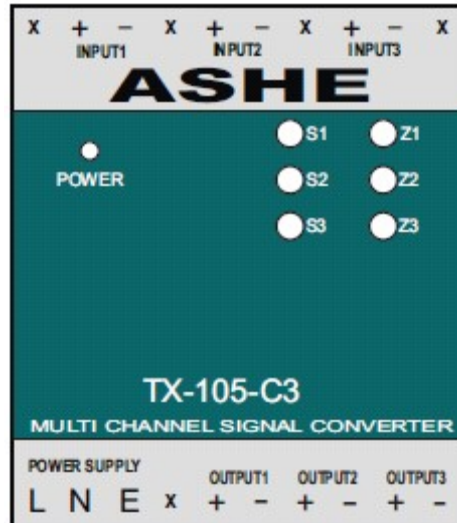 x + - x + - x + - x
INPUT1 INPUT2 INPUT3
ASHE
S1 Z1
POWER S2 Z2
S3 Z3
TX-105-C3
MULTI CHANNEL SIGNAL CONVERTER
POWER SUPPLY OUTPUT1 OUTPUT2 OUTPUT3
L N E x + - + - + -